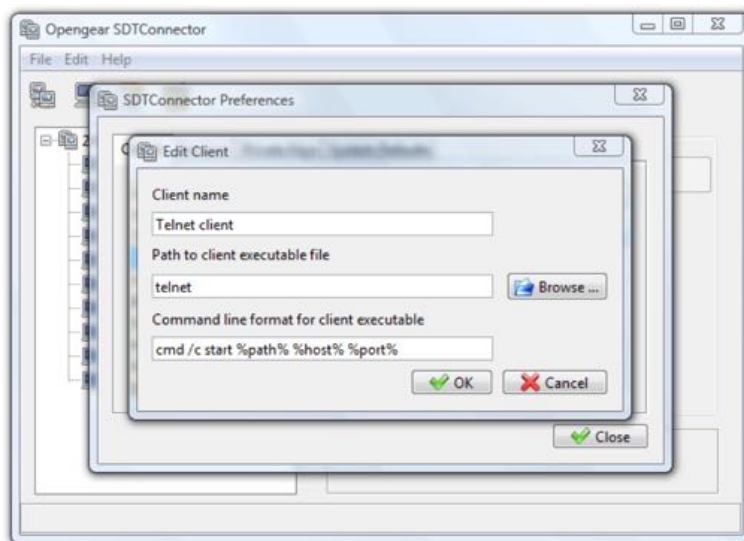 Opengear SDTConnector
File Edit Help
SDTConnector Preferences
Edit Client
Client name
Telnet client
Path to client executable file
telnet
Browse ...
Command line format for client executable
cmd /c start %path% %host% %port%
OK
Cancel
Close